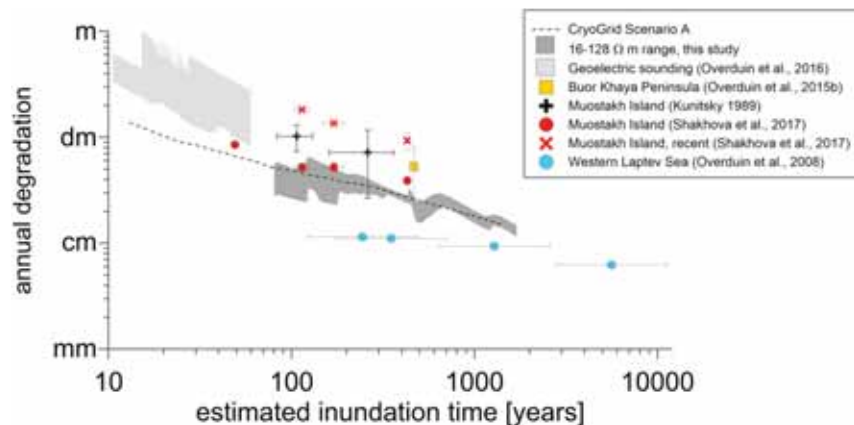 m
dm
cm
mm
annual degradation
10
100
1000
10000
estimated inundation time [years]
CryoGrid Scenario A
16-128 Ω m range, this study
Geoelectric sounding (Overduin et al., 2016)
Buor Khaya Peninsula (Overduin et al., 2015b)
Muostakh Island (Kunitsky 1989)
Muostakh Island (Shakhova et al., 2017)
Muostakh Island, recent (Shakhova et al., 2017)
Western Laptev Sea (Overduin et al., 2008)